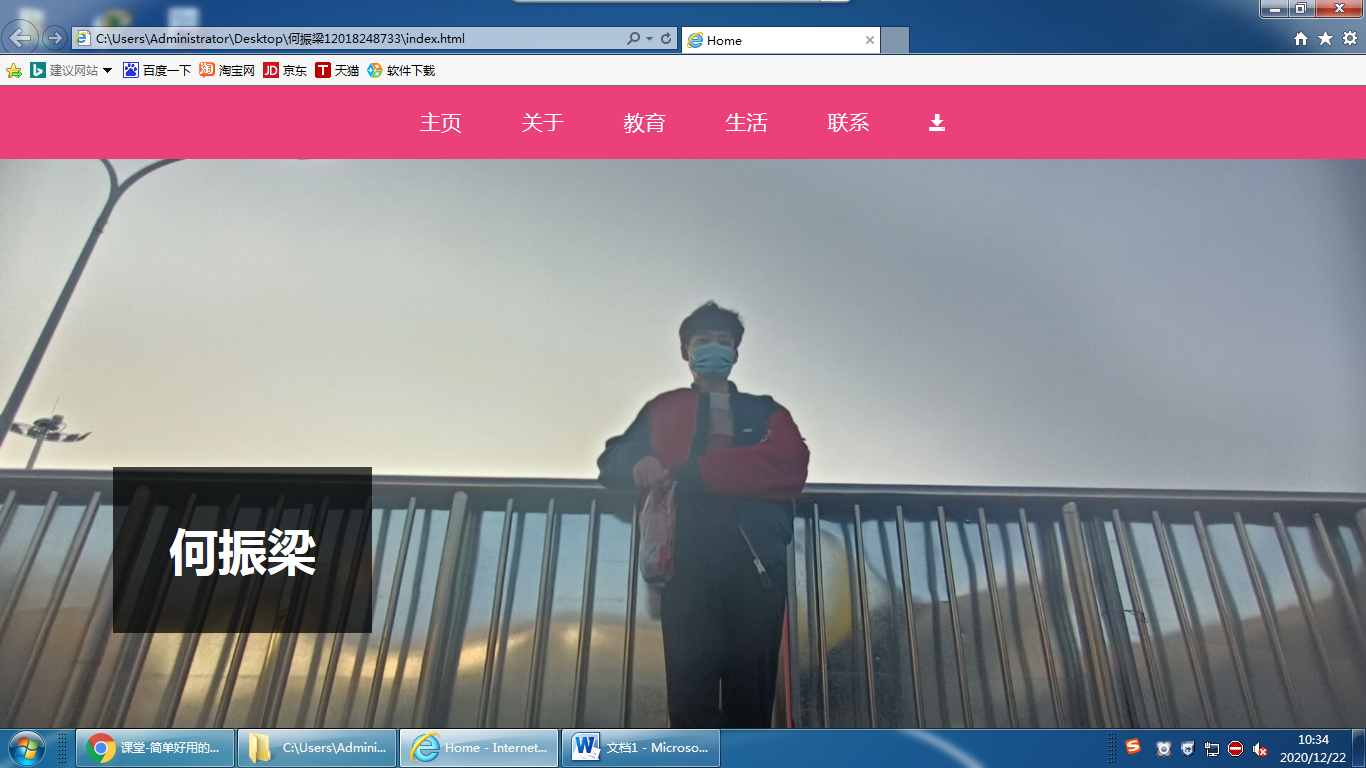 C:\Users\Administrator\Desktop\何振梁12018248733\index.html
Home
建议网站
百度一下
淘宝网
京东
天猫
软件下载
主页 关于 教育 生活 联系
何振梁
课堂-简单好用的...
C:\Users\Admini...
Home - Internet...
文档1 - Microso...
10:34
2020/12/22